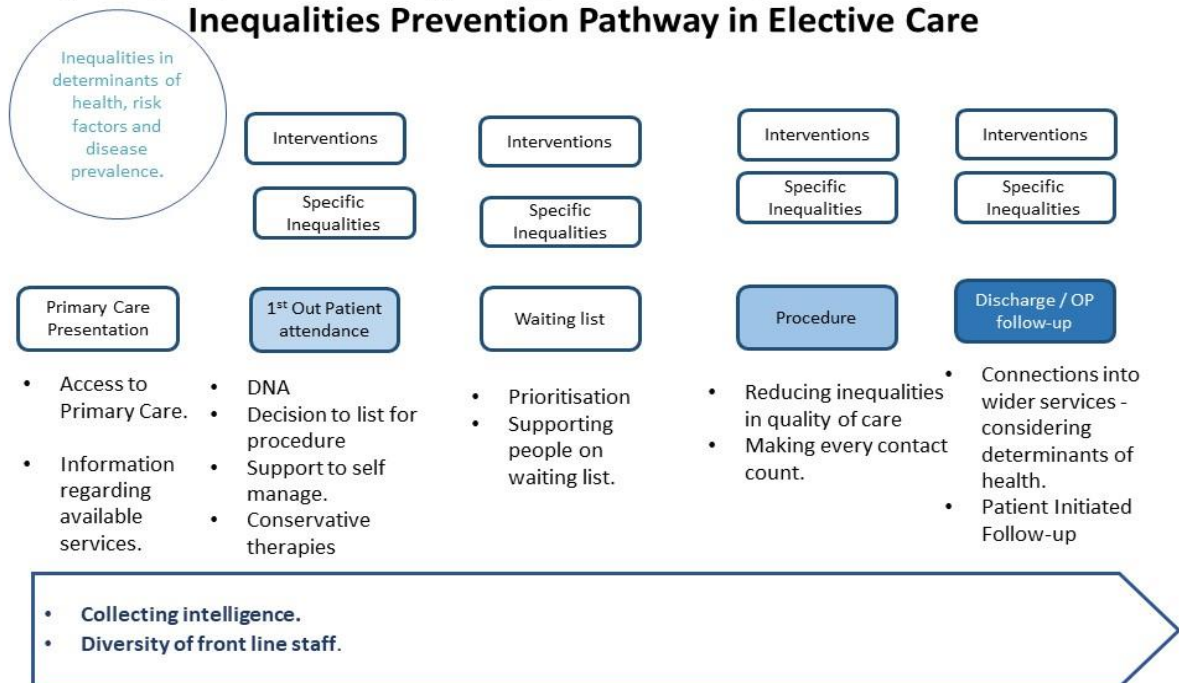 Inequalities Prevention Pathway in Elective Care
Inequalities in
determinants of
health, risk
factors and
disease
prevalence.
Interventions
Interventions
Interventions
Interventions
Specific
Inequalities
Specific
Inequalities
Specific
Inequalities
Specific
Inequalities
Primary Care
Presentation
1st Out Patient
attendance
Waiting list
Procedure
Discharge / OP
follow-up
• Access to
Primary Care.
• Information
regarding
available
services.
• DNA
• Decision to list for
procedure
• Support to self
manage.
• Conservative
therapies
• Prioritisation
• Supporting
people on
waiting list.
• Reducing inequalities
in quality of care
• Making every contact
count.
• Connections into
wider services -
considering
determinants of
health.
• Patient Initiated
Follow-up
• Collecting intelligence.
• Diversity of front line staff.